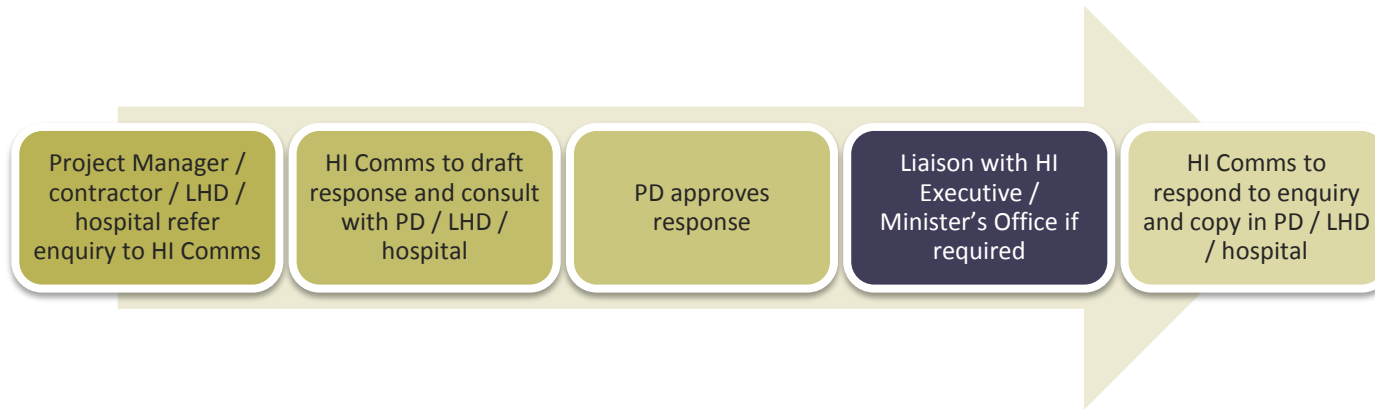 Project Manager /
contractor / LHD /
hospital refer
enquiry to HI Comms
HI Comms to draft
response and consult
with PD / LHD /
hospital
PD approves
response
Liaison with HI
Executive /
Minister’s Office if
required
HI Comms to
respond to enquiry
and copy in PD / LHD
/ hospital